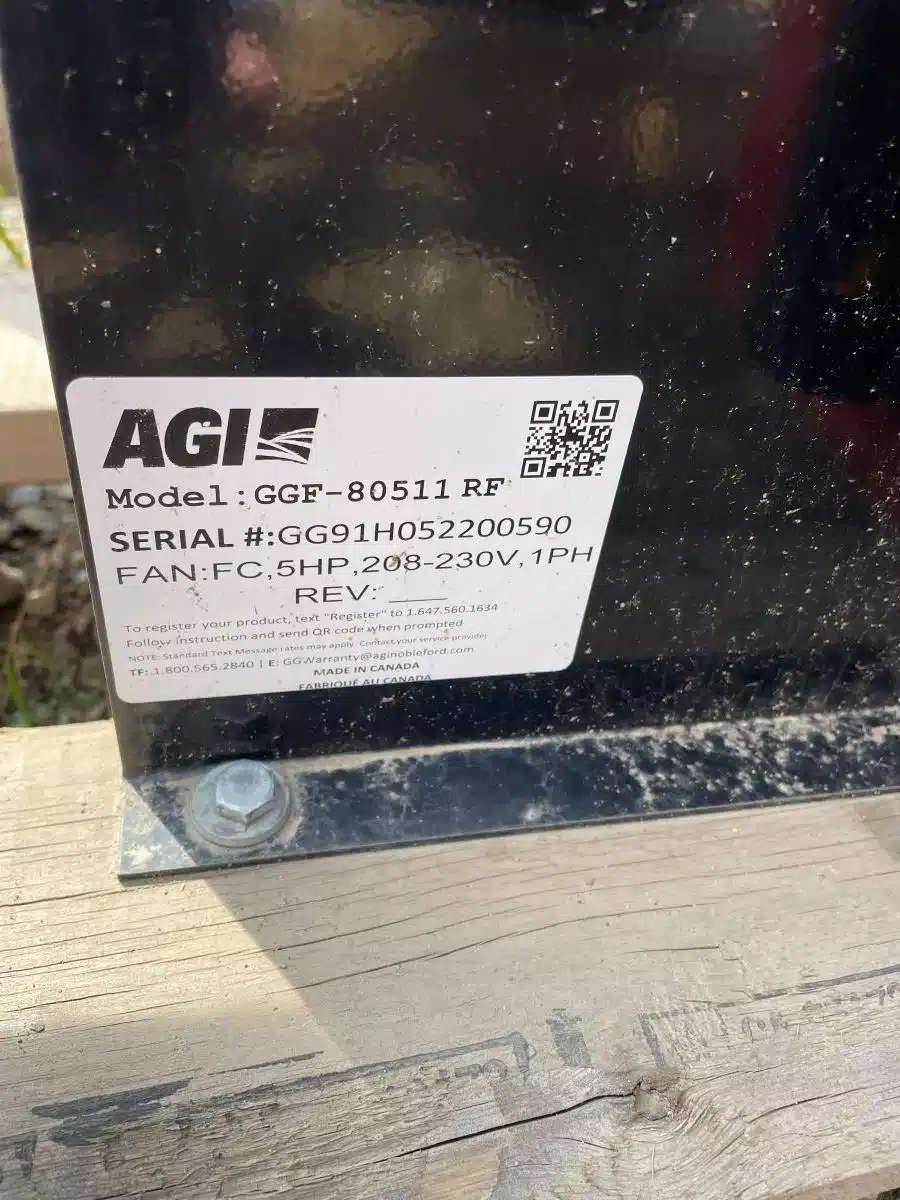 AGI
Model:GGF-80511 RF
SERIAL #:GG91H052200590
FAN:FC,5HP,208-230V,1PH
REV: ____
To register your product, text "Register" to 1.647.560.1634
Follow instruction and send QR code when prompted
NOTE: Standard Text Message rates may apply. Contact your service provider
TF: 1.800.565.2840 | E: GGWarranty@aginobleford.com
MADE IN CANADA
FABRIQUÉ AU CANADA